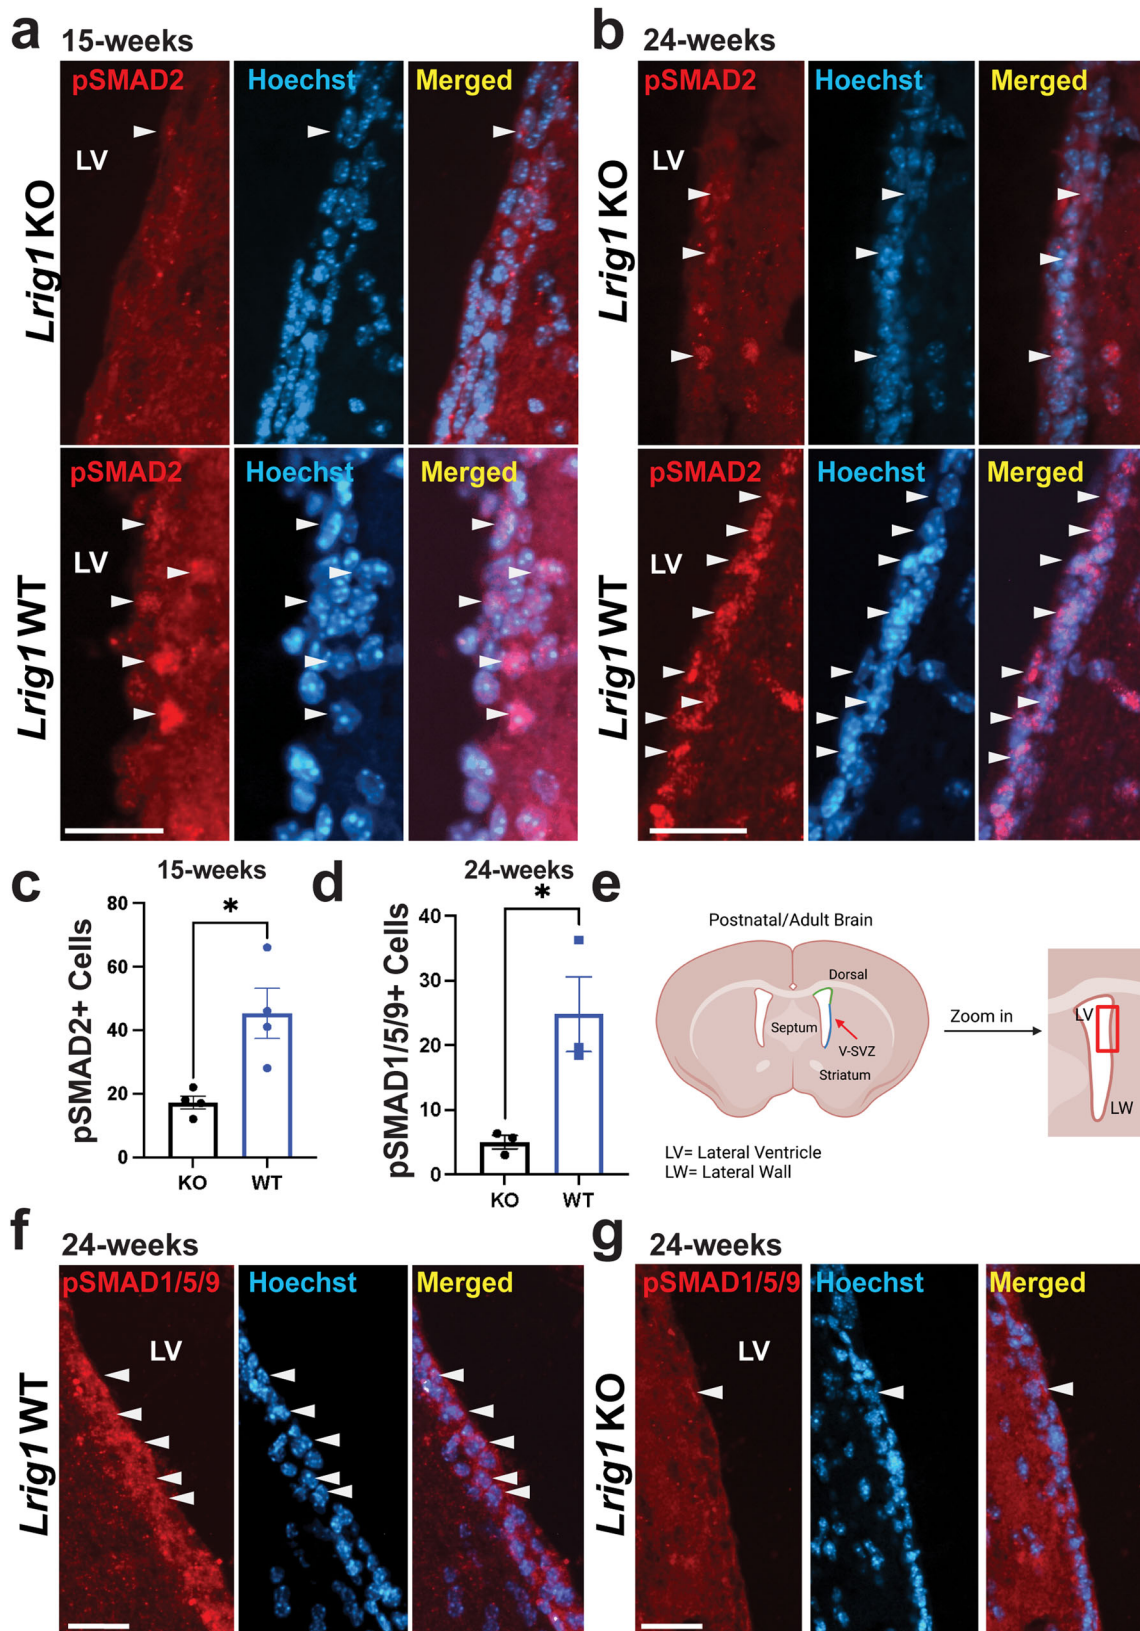 a
15-weeks
pSMAD2
Hoechst
Merged
LV
Lrig1 KO
pSMAD2
Hoechst
Merged
LV
Lrig1 WT
b
24-weeks
pSMAD2
Hoechst
Merged
LV
Lrig1 KO
pSMAD2
Hoechst
Merged
LV
Lrig1 WT
c
15-weeks
pSMAD2+ Cells
80
60
40
20
0
*
KO
WT
d
24-weeks
pSMAD1/5/9+ Cells
40
30
20
10
0
*
KO
WT
e
Postnatal/Adult Brain
Dorsal
Septum
V-SVZ
Striatum
Zoom in
LV
LW
LV= Lateral Ventricle
LW= Lateral Wall
f
24-weeks
pSMAD1/5/9
Hoechst
Merged
LV
Lrig1 WT
g
24-weeks
pSMAD1/5/9
Hoechst
Merged
LV
Lrig1 KO